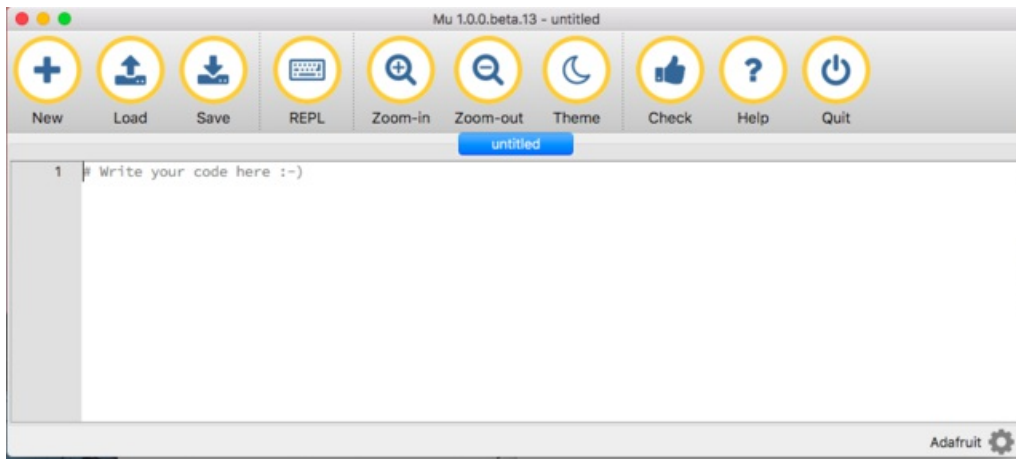 Mu 1.0.0.beta.13 - untitled
New Load Save REPL Zoom-in Zoom-out Theme Check Help Quit
untitled
1 # Write your code here :-)
Adafruit